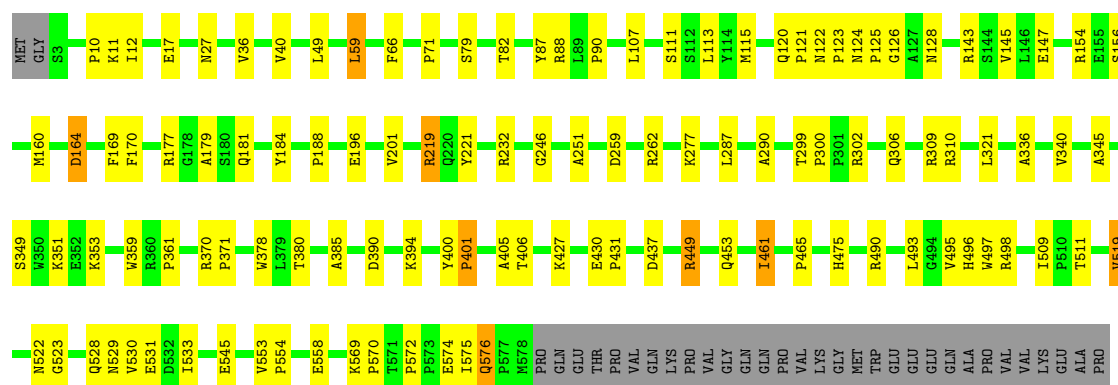 MET GLY S3 P10 K11 I12 E17 N27 V36 V40 L49 L59 F66 P71 S79 T82 Y87 R88 L89 P90 L107 S111 S112 L113 Y114 M115 Q120 P121 N122 P123 N124 P125 G126 A127 N128 R143 S144 V145 L146 E147 R154 E155 S156
M160 D164 F169 F170 R177 G178 A179 S180 Q181 Y184 P188 E196 V201 R219 Q220 Y221 R232 G246 A251 D259 R262 K277 L287 A290 T299 P300 P301 R302 Q306 R309 R310 L321 A336 V340 A345
S349 W350 K351 E352 K353 W359 R360 P361 R370 P371 W378 L379 T380 A385 D390 K394 Y400 P401 A405 T406 K427 E430 P431 D437 R449 Q453 I461 P465 H475 R490 L493 G494 V495 H496 W497 R498 I509 P510 T511 V519
N522 G523 Q528 N529 V530 E531 D532 I533 E545 V553 P554 E558 K569 P570 T571 P572 P573 E574 I575 Q576 P577 M578 PRO GLN GLU THR PRO VAL GLN LYS PRO VAL GLY GLN GLN PRO VAL LYS GLY MET TRP GLU GLU GLU GLN ALA PRO VAL VAL LYS GLU ALA PRO